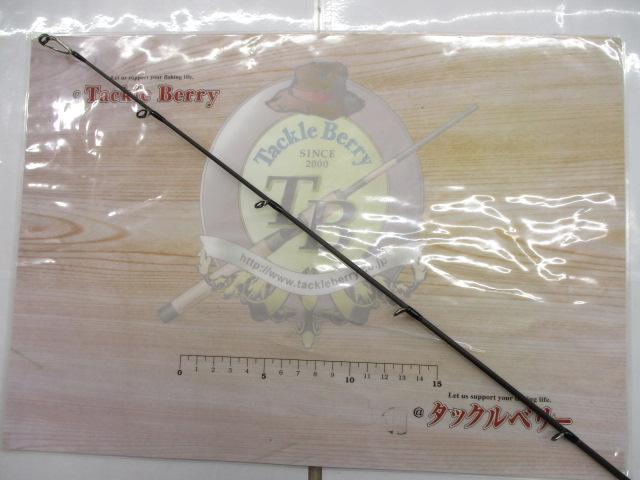 Let us support your fishing life.
@ Tackle Berry
Tackle Berry
SINCE
2000
TB
http://www.tackleberry.co.jp
0 1 2 3 4 5 6 7 8 9 10 11 12 13 14 15
Let us support your fishing life.
@ タックルベリー